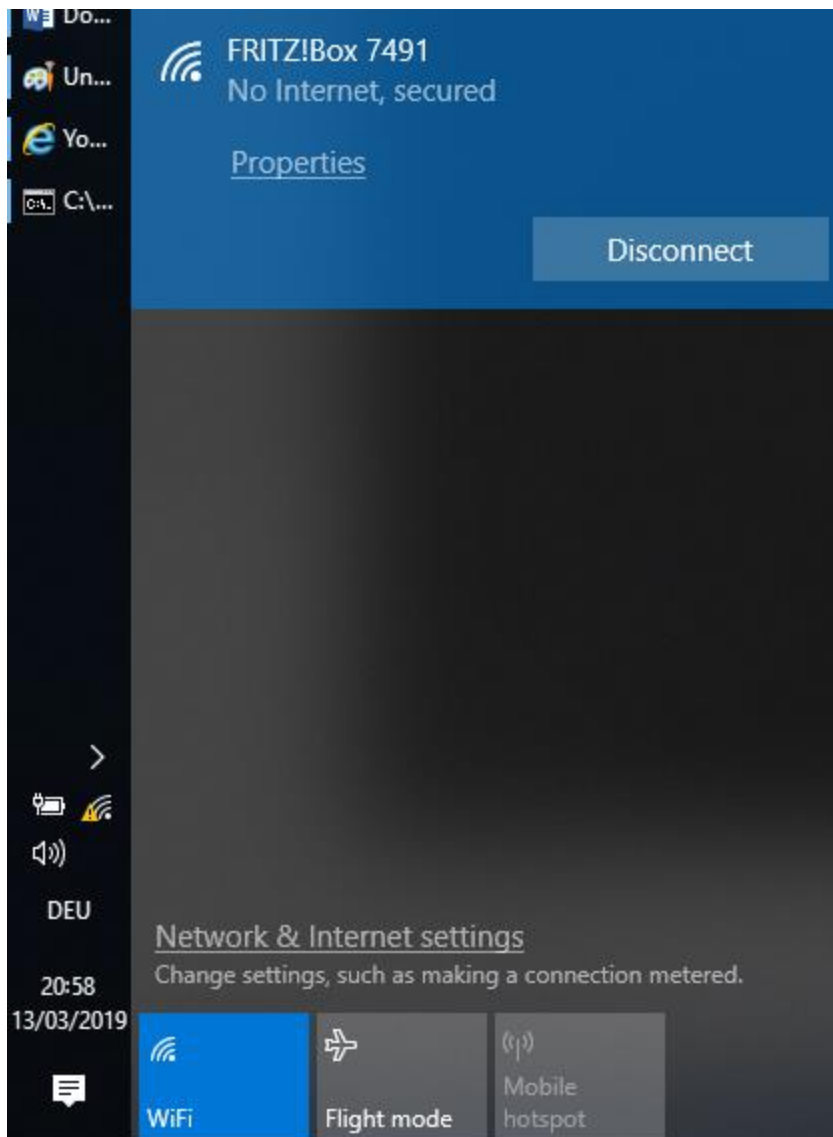 Do...
Un...
Yo...
C:\...
FRITZ!Box 7491
No Internet, secured
Properties
Disconnect
DEU
20:58
13/03/2019
Network & Internet settings
Change settings, such as making a connection metered.
WiFi
Flight mode
Mobile
hotspot